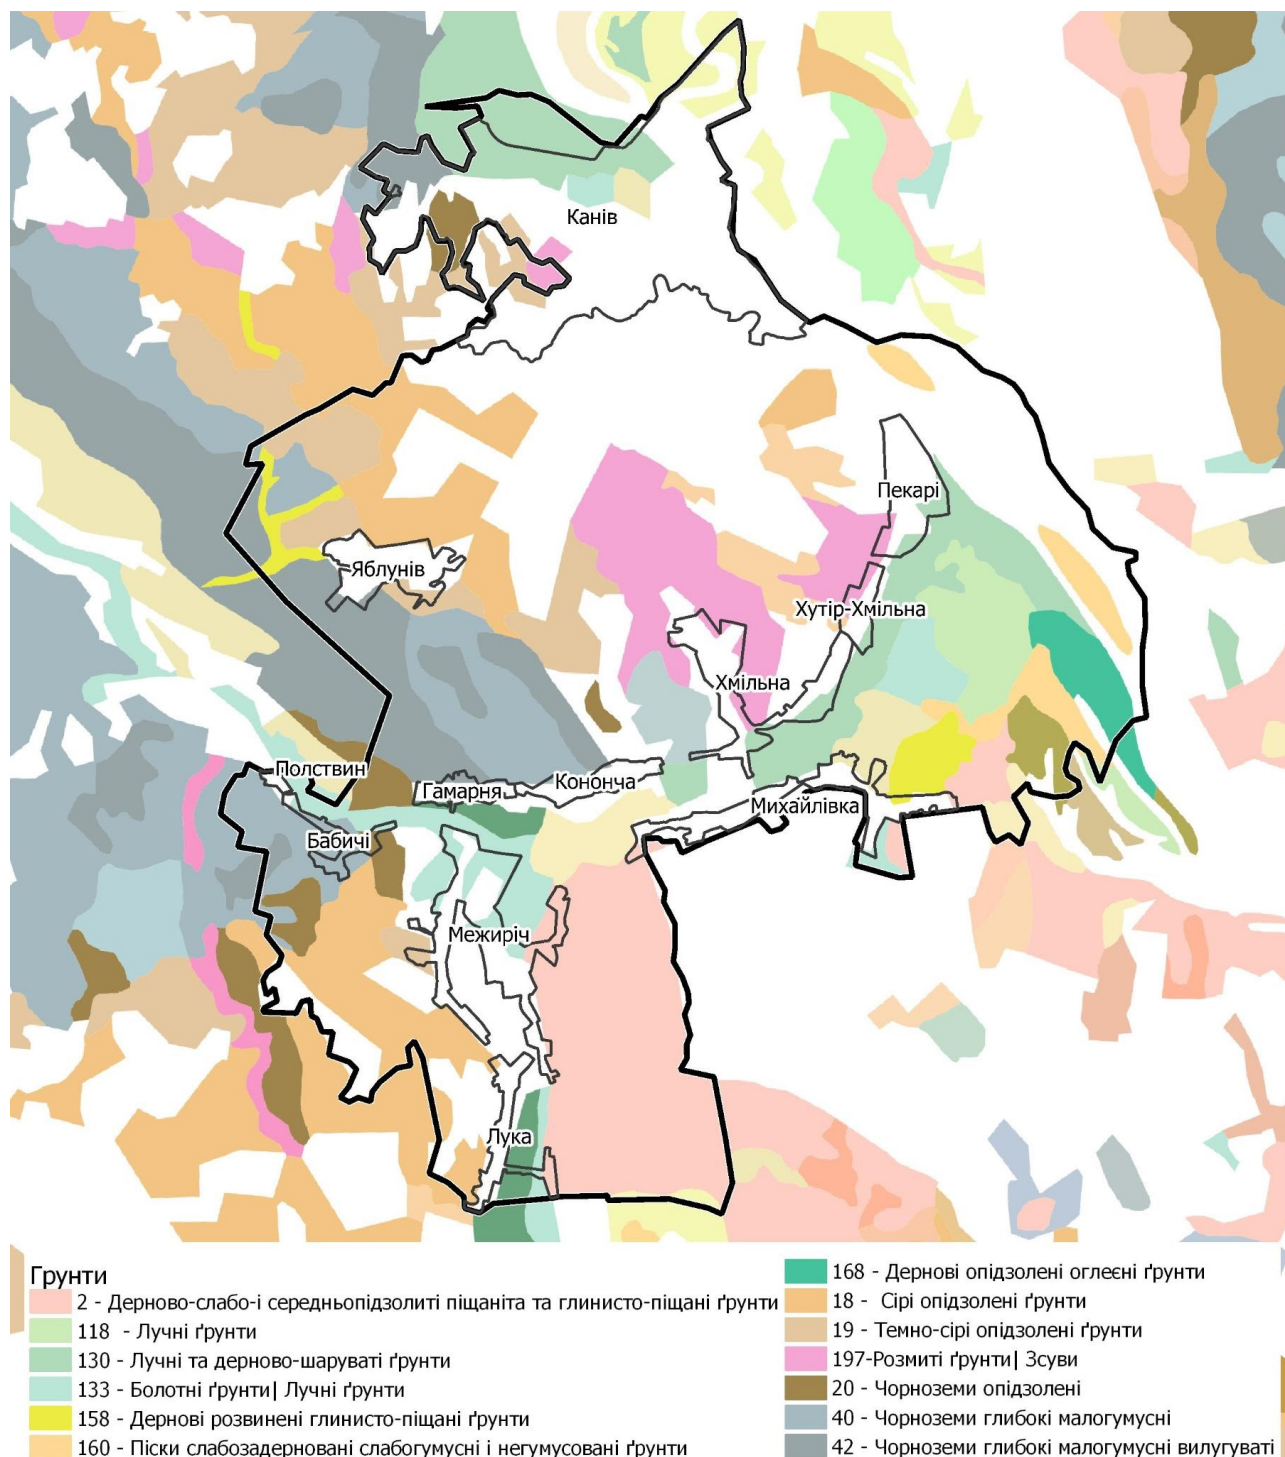 Канів
Пекарі
Яблунів
Хутір-Хмільна
Хмільна
Полствин
Гамарня
Кононча
Михайлівка
Бабичі
Межиріч
Лука
Грунти
2 - Дерново-слабо-і середньопідзолиті піщаніта та глинисто-піщані ґрунти
118 - Лучні ґрунти
130 - Лучні та дерново-шаруваті ґрунти
133 - Болотні ґрунти| Лучні ґрунти
158 - Дернові розвинені глинисто-піщані ґрунти
160 - Піски слабозадерновані слабогумусні і негумусовані ґрунти
168 - Дернові опідзолені оглеєні ґрунти
18 - Сірі опідзолені ґрунти
19 - Темно-сірі опідзолені ґрунти
197-Розмиті ґрунти| Зсуви
20 - Чорноземи опідзолені
40 - Чорноземи глибокі малогумусні
42 - Чорноземи глибокі малогумусні вилугуваті